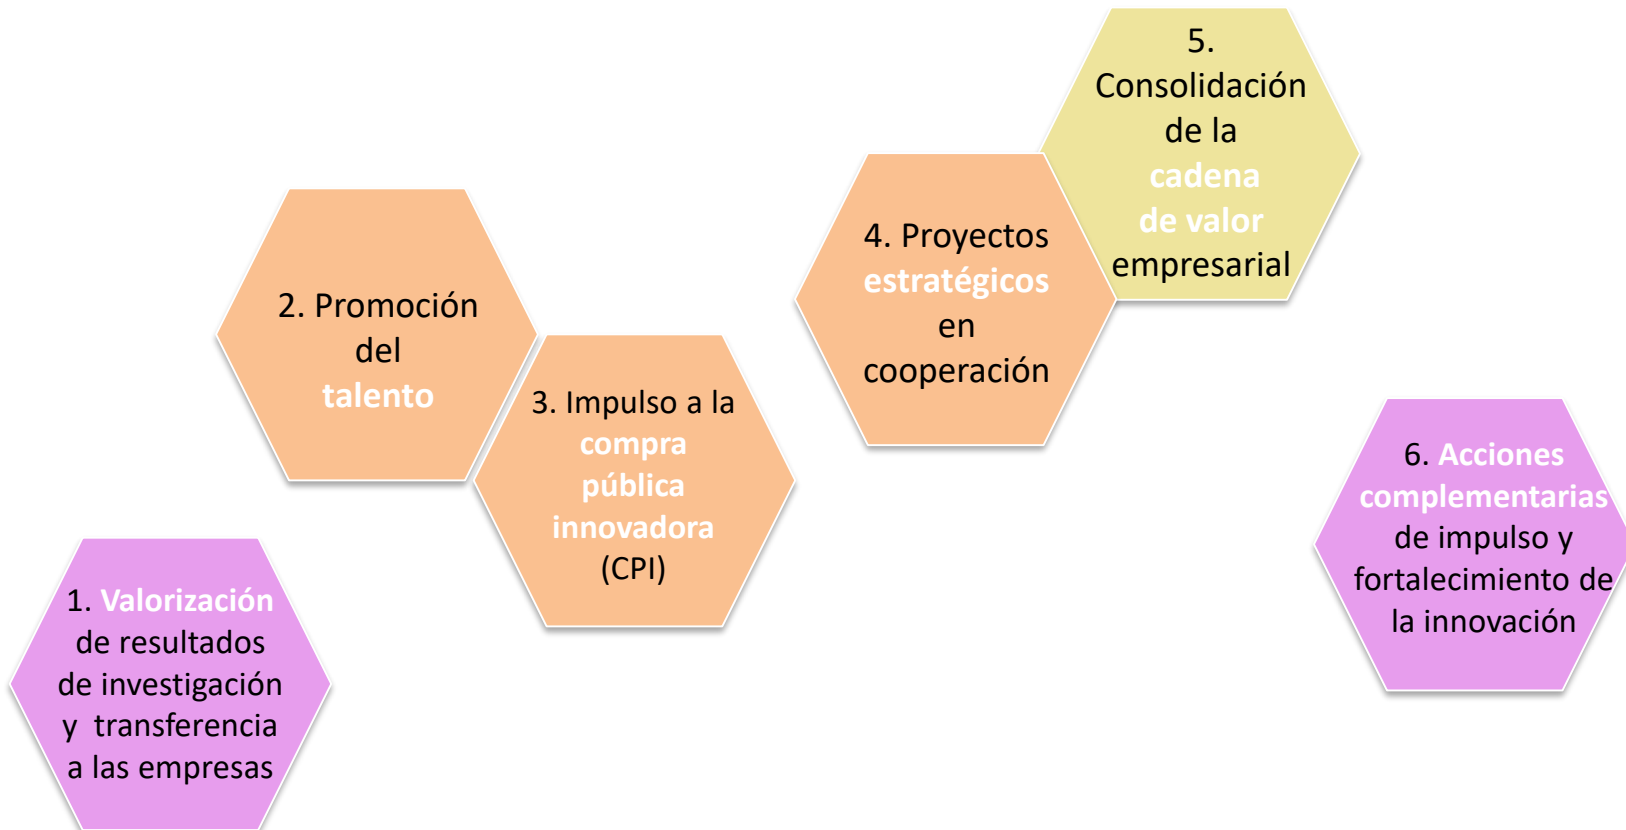 1. Valorización
de resultados
de investigación
y  transferencia
a las empresas
2. Promoción
del
talento
3. Impulso a la
compra
pública
innovadora
(CPI)
4. Proyectos
estratégicos
en
cooperación
5.
Consolidación
de la
cadena
de valor
empresarial
6. Acciones
complementarias
de impulso y
fortalecimiento de
la innovación